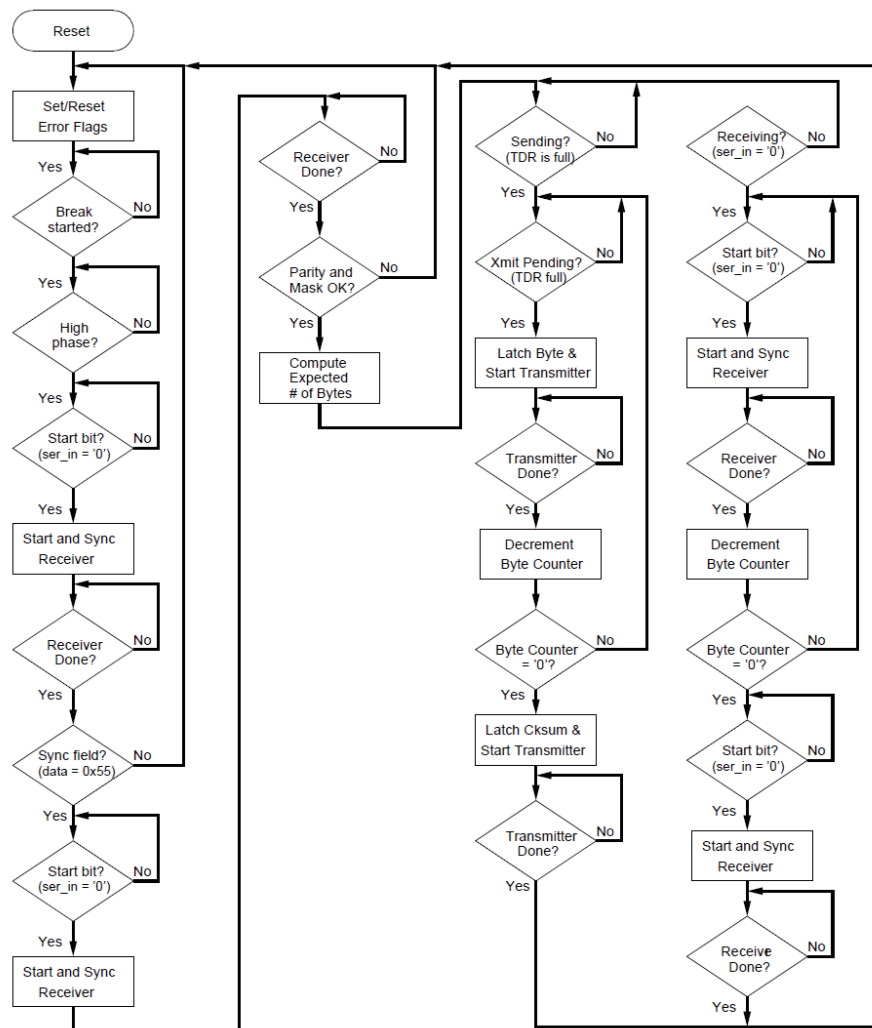 Reset
Set/Reset
Error Flags
Yes
No
Break
started?
Yes
No
High
phase?
Yes
No
Start bit?
(ser_in = '0')
Yes
No
Start and Sync
Receiver
Receiver
Done?
No
Yes
Sync field?
(data = 0x55)
No
Yes
Start bit?
(ser_in = '0')
No
Yes
Start and Sync
Receiver
Receiver
Done?
No
Yes
Parity and
Mask OK?
No
Yes
Compute
Expected
# of Bytes
Sending?
(TDR is full)
No
Yes
Xmit Pending?
(TDR full)
No
Yes
Latch Byte &
Start Transmitter
Transmitter
Done?
No
Yes
Decrement
Byte Counter
Byte Counter
= '0'?
No
Yes
Latch Cksum &
Start Transmitter
Transmitter
Done?
No
Yes
Receiving?
(ser_in = '0')
No
Yes
Start bit?
(ser_in = '0')
No
Yes
Start and Sync
Receiver
Receiver
Done?
No
Yes
Decrement
Byte Counter
Byte Counter
= '0'?
No
Yes
Start bit?
(ser_in = '0')
No
Yes
Start and Sync
Receiver
Receive
Done?
No
Yes